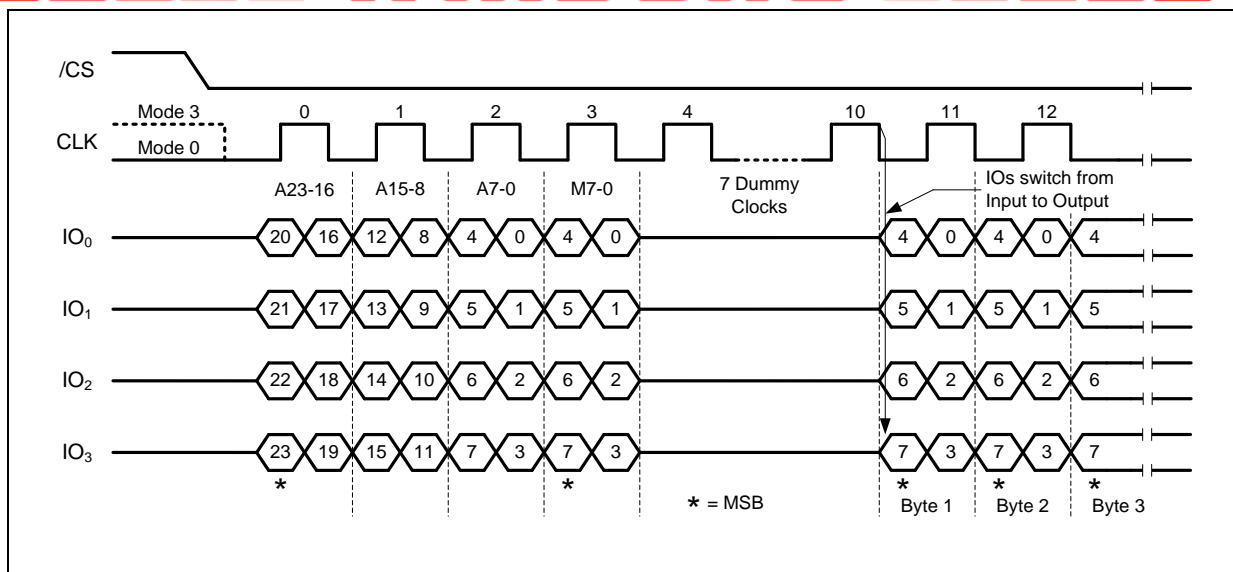 /CS
Mode 3
0 1 2 3 4 10 11 12
CLK
Mode 0
A23-16 A15-8 A7-0 M7-0
7 Dummy
Clocks
IOs switch from
Input to Output
IO₀ 20 16 12 8 4 0 4 0 4 0 4 0 4
IO₁ 21 17 13 9 5 1 5 1 5 1 5 1 5
IO₂ 22 18 14 10 6 2 6 2 6 2 6 2 6
IO₃ 23 19 15 11 7 3 7 3 7 3 7 3 7
* * * * *
* = MSB
Byte 1 Byte 2 Byte 3